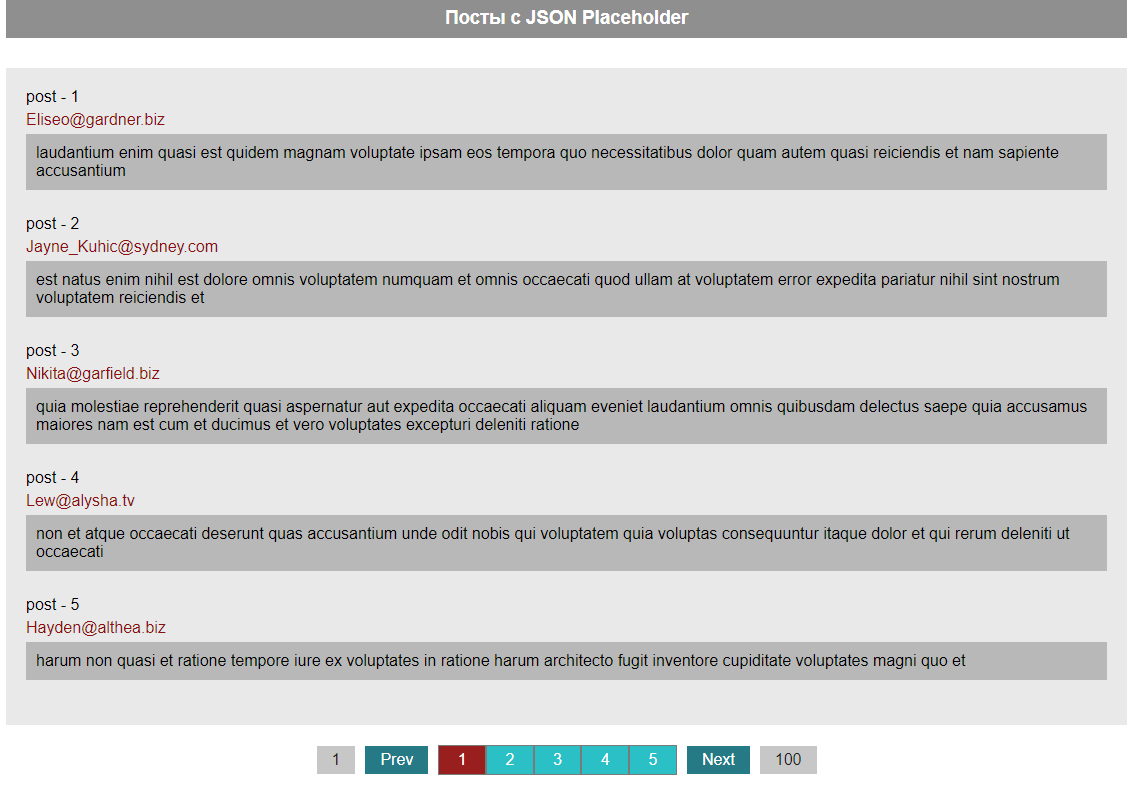 Посты с JSON Placeholder
post - 1
Eliseo@gardner.biz
laudantium enim quasi est quidem magnam voluptate ipsam eos tempora quo necessitatibus dolor quam autem quasi reiciendis et nam sapiente
accusantium
post - 2
Jayne_Kuhic@sydney.com
est natus enim nihil est dolore omnis voluptatem numquam et omnis occaecati quod ullam at voluptatem error expedita pariatur nihil sint nostrum
voluptatem reiciendis et
post - 3
Nikita@garfield.biz
quia molestiae reprehenderit quasi aspernatur aut expedita occaecati aliquam eveniet laudantium omnis quibusdam delectus saepe quia accusamus
maiores nam est cum et ducimus et vero voluptates excepturi deleniti ratione
post - 4
Lew@alysha.tv
non et atque occaecati deserunt quas accusantium unde odit nobis qui voluptatem quia voluptas consequuntur itaque dolor et qui rerum deleniti ut
occaecati
post - 5
Hayden@althea.biz
harum non quasi et ratione tempore iure ex voluptates in ratione harum architecto fugit inventore cupiditate voluptates magni quo et
1 Prev 1 2 3 4 5 Next 100